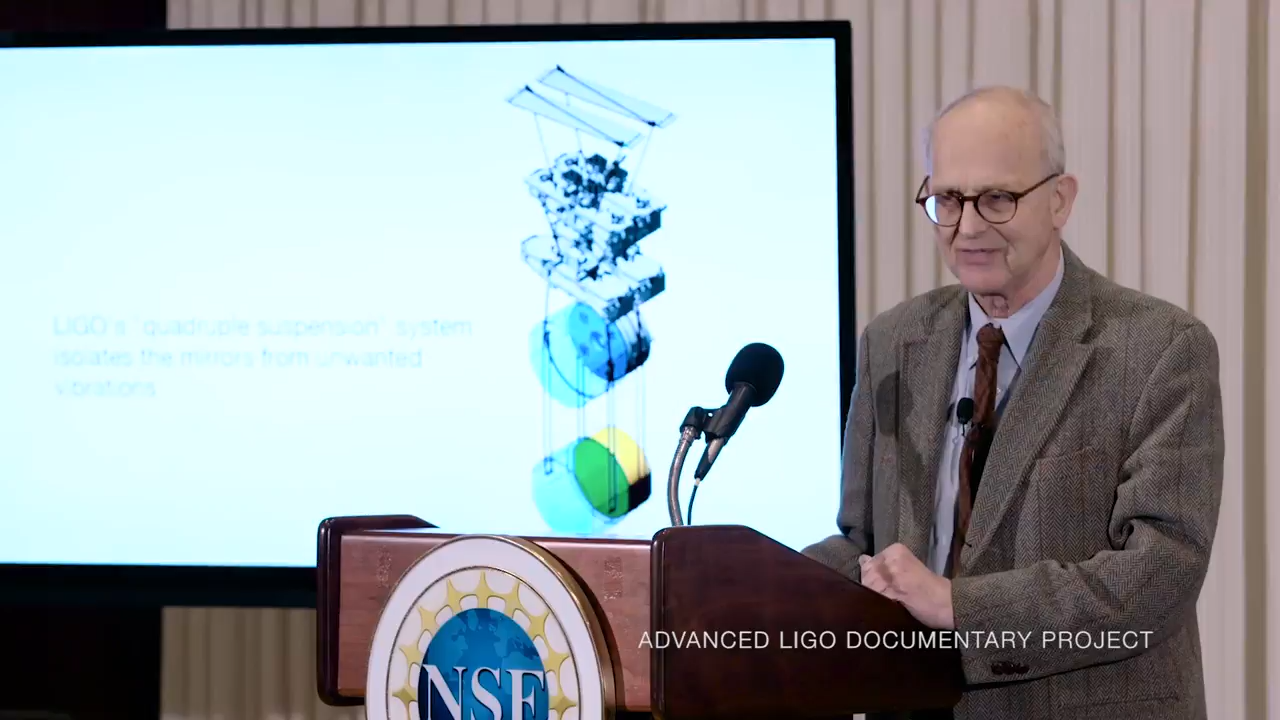 LIGO's "quadruple suspension" system
isolates the mirrors from unwanted
vibrations
NSF
ADVANCED LIGO DOCUMENTARY PROJECT